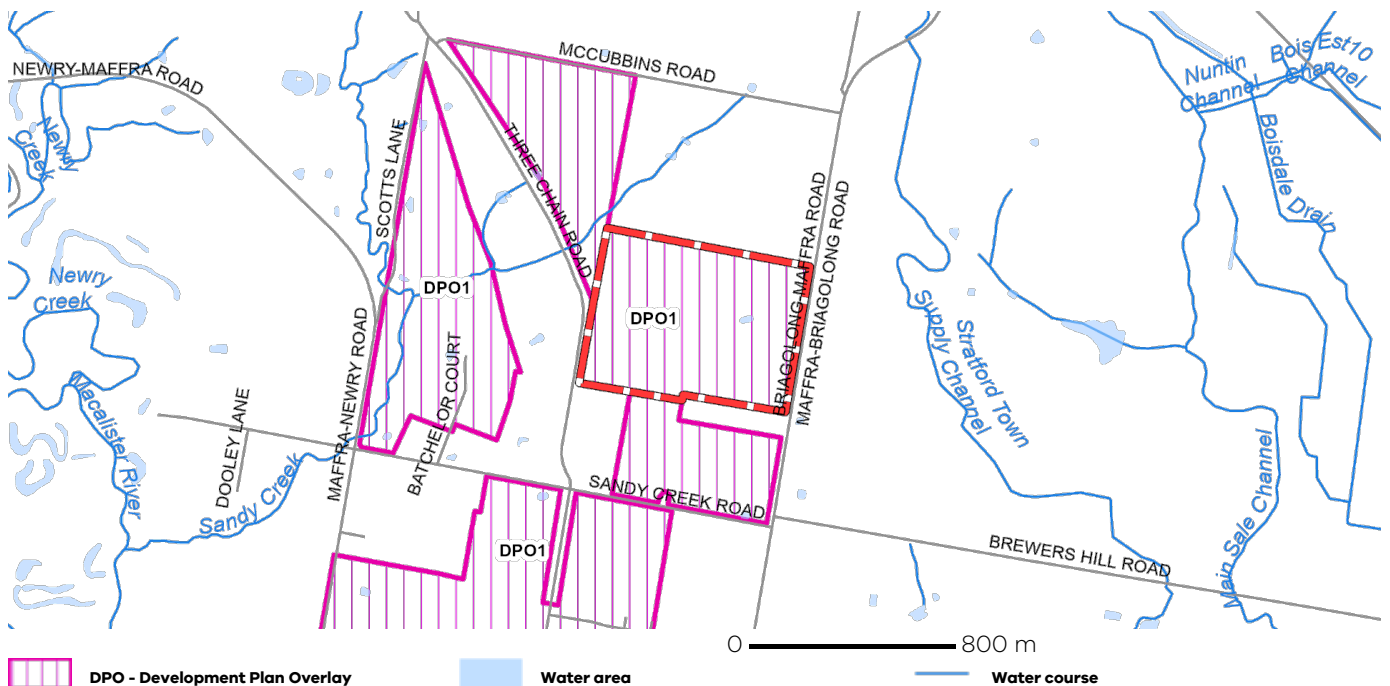 MCCUBBINS ROAD
NEWRY-MAFFRA ROAD
Nuntin
Channel
Bois Est10
Channel
Newry
Creek
SCOTTS LANE
THREE CHAIN ROAD
Boisdale Drain
BRIAGOLONG-MAFFRA ROAD
MAFFRA-BRIAGOLONG ROAD
Newry
Creek
DPO1
DPO1
MAFFRA-NEWRY ROAD
BATCHELOR COURT
Stratford Town
Supply Channel
Macalister River
DOOLEY LANE
Sandy Creek
SANDY CREEK ROAD
Main Sale Channel
DPO1
BREWERS HILL ROAD
0 800 m
DPO - Development Plan Overlay
Water area
Water course